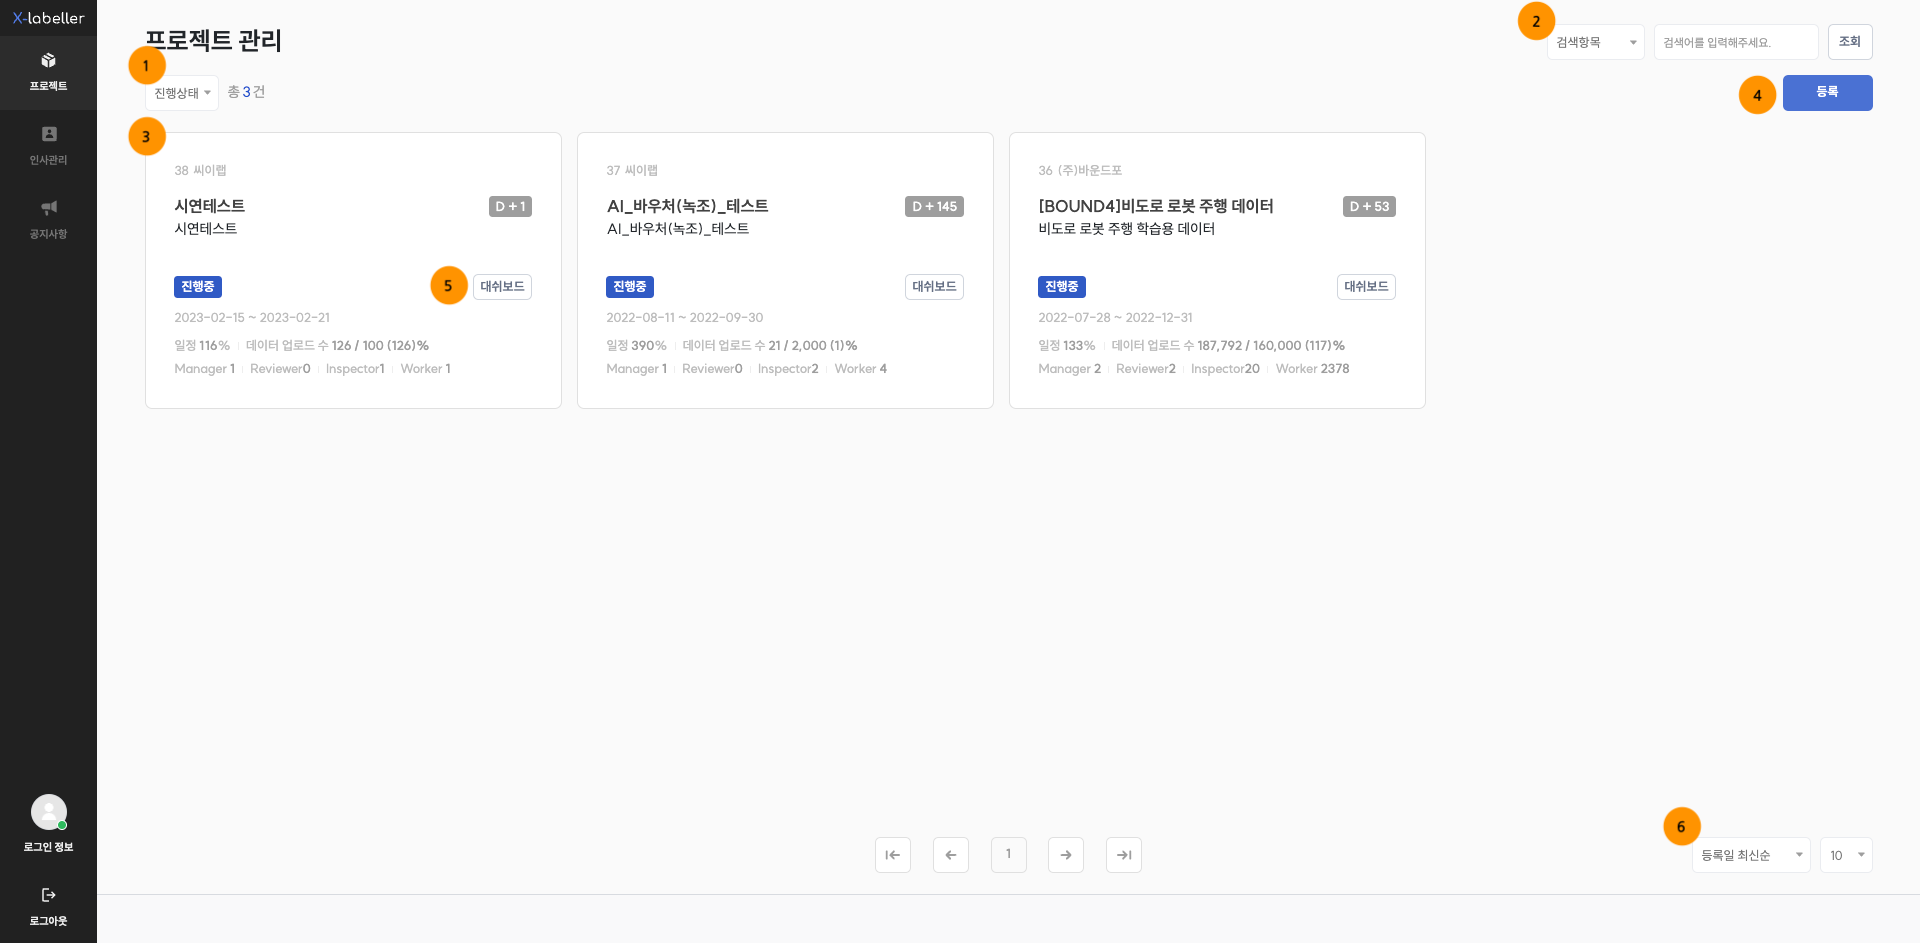 X-labeller
프로젝트
인사관리
공지사항
로그인 정보
로그아웃
프로젝트 관리
1
진행상태
총 3 건
2
검색항목
검색어를 입력해주세요.
조회
4
등록
3
38 씨이랩
시연테스트
D + 1
시연테스트
진행중
5
대쉬보드
2023-02-15 ~ 2023-02-21
일정 116% 데이터 업로드 수 126 / 100 (126)%
Manager 1 Reviewer0 Inspector1 Worker 1
37 씨이랩
AI_바우처(녹조)_테스트
D + 145
AI_바우처(녹조)_테스트
진행중
대쉬보드
2022-08-11 ~ 2022-09-30
일정 390% 데이터 업로드 수 21 / 2,000 (1)%
Manager 1 Reviewer0 Inspector2 Worker 4
36 (주)바운드포
[BOUND4]비도로 로봇 주행 데이터
D + 53
비도로 로봇 주행 학습용 데이터
진행중
대쉬보드
2022-07-28 ~ 2022-12-31
일정 133% 데이터 업로드 수 187,792 / 160,000 (117)%
Manager 2 Reviewer2 Inspector20 Worker 2378
1
6
등록일 최신순
10